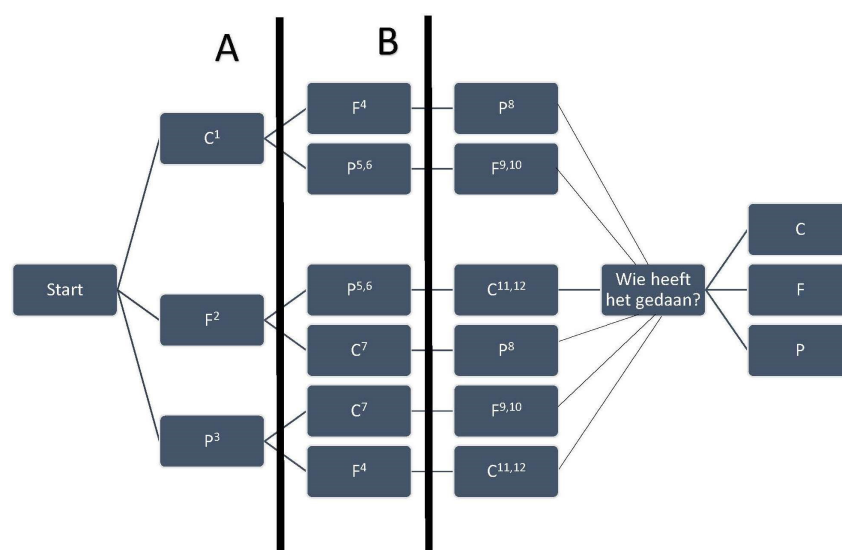 A
B
F⁴
P⁸
C¹
P⁵,⁶
F⁹,¹⁰
C
Start
P⁵,⁶
C¹¹,¹²
Wie heeft
het gedaan?
F
F²
C⁷
P⁸
P
C⁷
F⁹,¹⁰
P³
F⁴
C¹¹,¹²